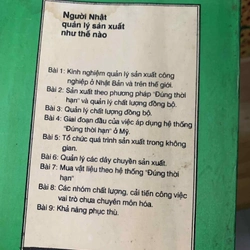 Người Nhật
quản lý sản xuất
như thế nào
Bài 1: Kinh nghiệm quản lý sản xuất công
nghiệp ở Nhật Bản và trên thế giới.
Bài 2: Sản xuất theo phương pháp "Đúng thời
hạn" và quản lý chất lượng đồng bộ.
Bài 3: Quản lý chất lượng đồng bộ.
Bài 4: Giai đoạn đầu của việc áp dụng hệ thống
"Đúng thời hạn" ở Mỹ.
Bài 5: Tổ chức quá trình sản xuất trong không
gian.
Bài 6: Quản lý các dây chuyền sản xuất.
Bài 7: Mua vật liệu theo hệ thống "Đúng thời
hạn"
Bài 8: Các nhóm chất lượng, cải tiến công việc
vai trò chưa chuyên môn hóa.
Bài 9: Khả năng phục thù.